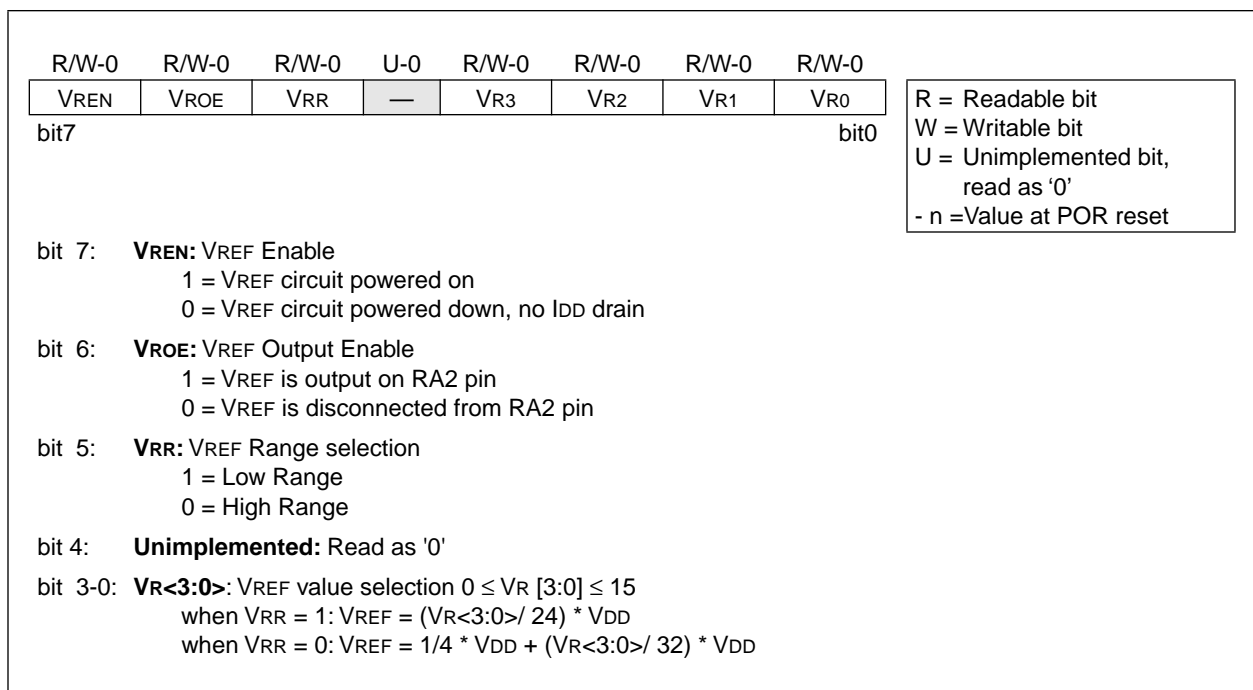 R/W-0 R/W-0 R/W-0 U-0 R/W-0 R/W-0 R/W-0 R/W-0
VREN VROE VRR — VR3 VR2 VR1 VR0
bit7 bit0
R = Readable bit
W = Writable bit
U = Unimplemented bit,
read as ‘0’
- n =Value at POR reset
bit 7: VREN: VREF Enable
1 = VREF circuit powered on
0 = VREF circuit powered down, no IDD drain
bit 6: VROE: VREF Output Enable
1 = VREF is output on RA2 pin
0 = VREF is disconnected from RA2 pin
bit 5: VRR: VREF Range selection
1 = Low Range
0 = High Range
bit 4: Unimplemented: Read as '0'
bit 3-0: VR<3:0>: VREF value selection 0 ≤ VR [3:0] ≤ 15
when VRR = 1: VREF = (VR<3:0>/ 24) * VDD
when VRR = 0: VREF = 1/4 * VDD + (VR<3:0>/ 32) * VDD